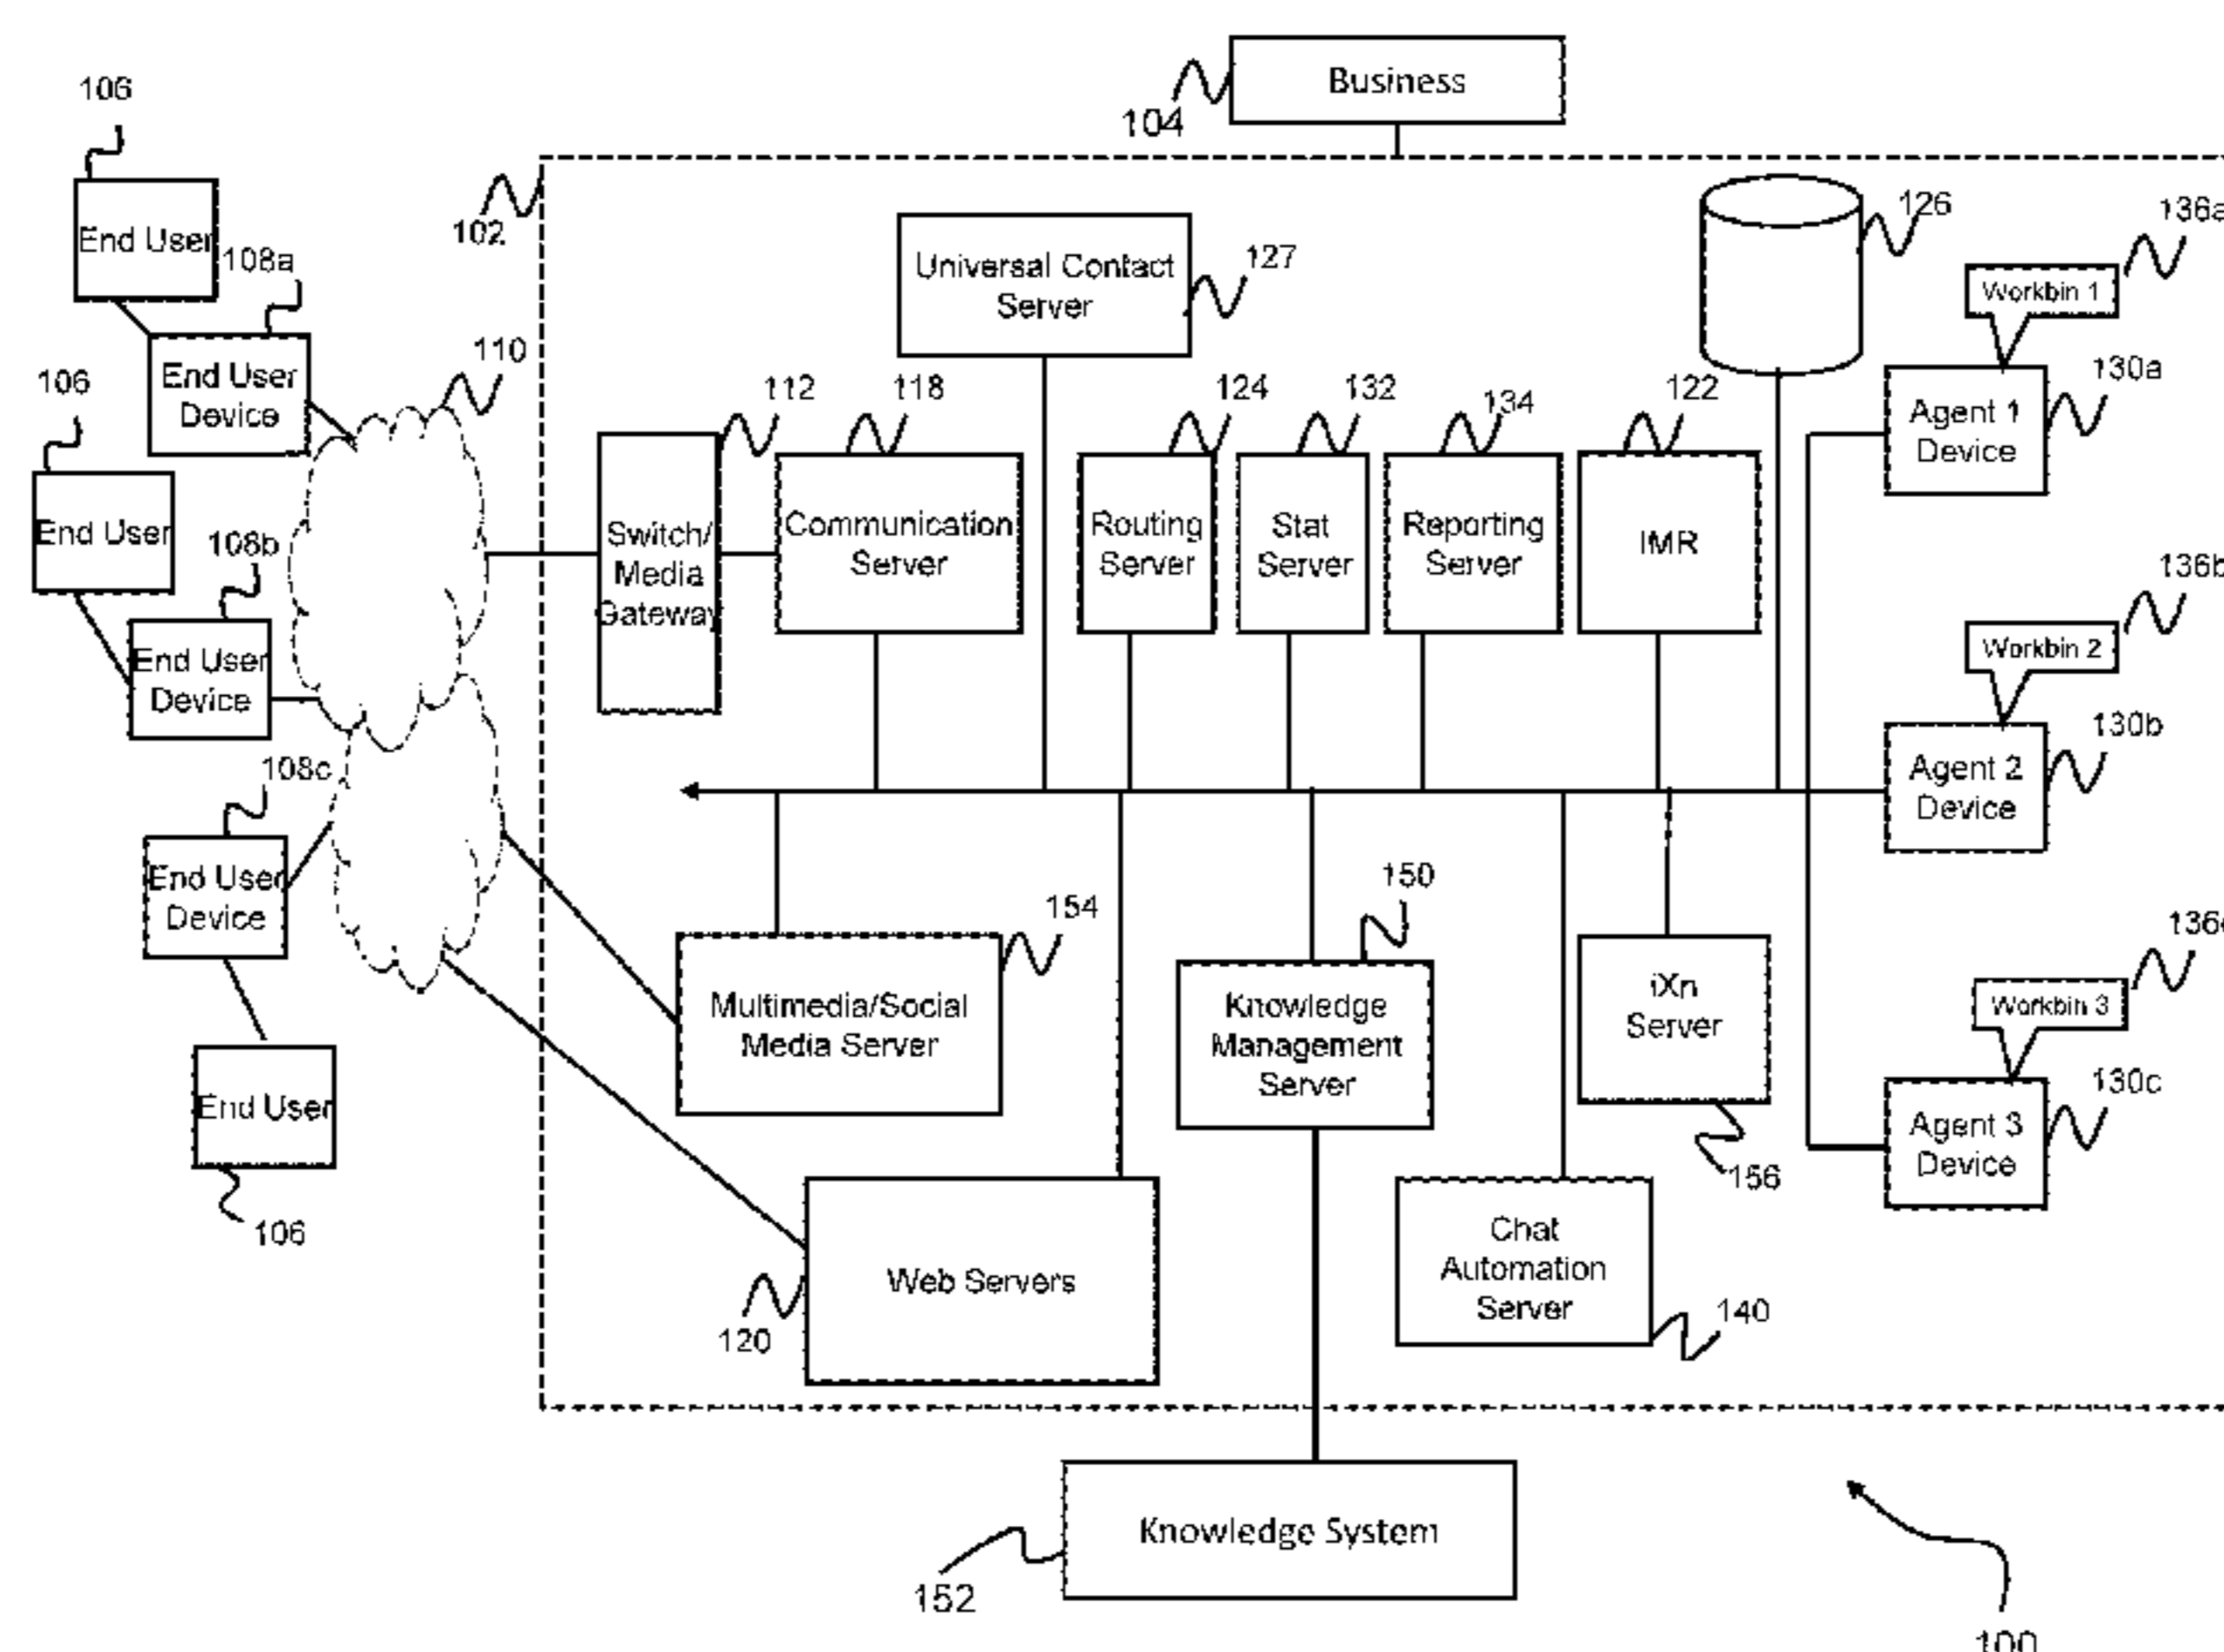 Business
104
106
End User
108a
End User
Device
106
End User
108b
End User
Device
108c
End User
Device
End User
106
110
102
Universal Contact
Server
127
126
112
Switch/
Media
Gateway
118
Communication
Server
124
Routing
Server
132
Stat
Server
134
Reporting
Server
122
IMR
136a
Workbin 1
130a
Agent 1
Device
136b
Workbin 2
130b
Agent 2
Device
Workbin 3
130c
Agent 3
Device
154
Multimedia/Social
Media Server
150
Knowledge
Management
Server
iXn
Server
156
Web Servers
120
Chat
Automation
Server
140
Knowledge System
152
100